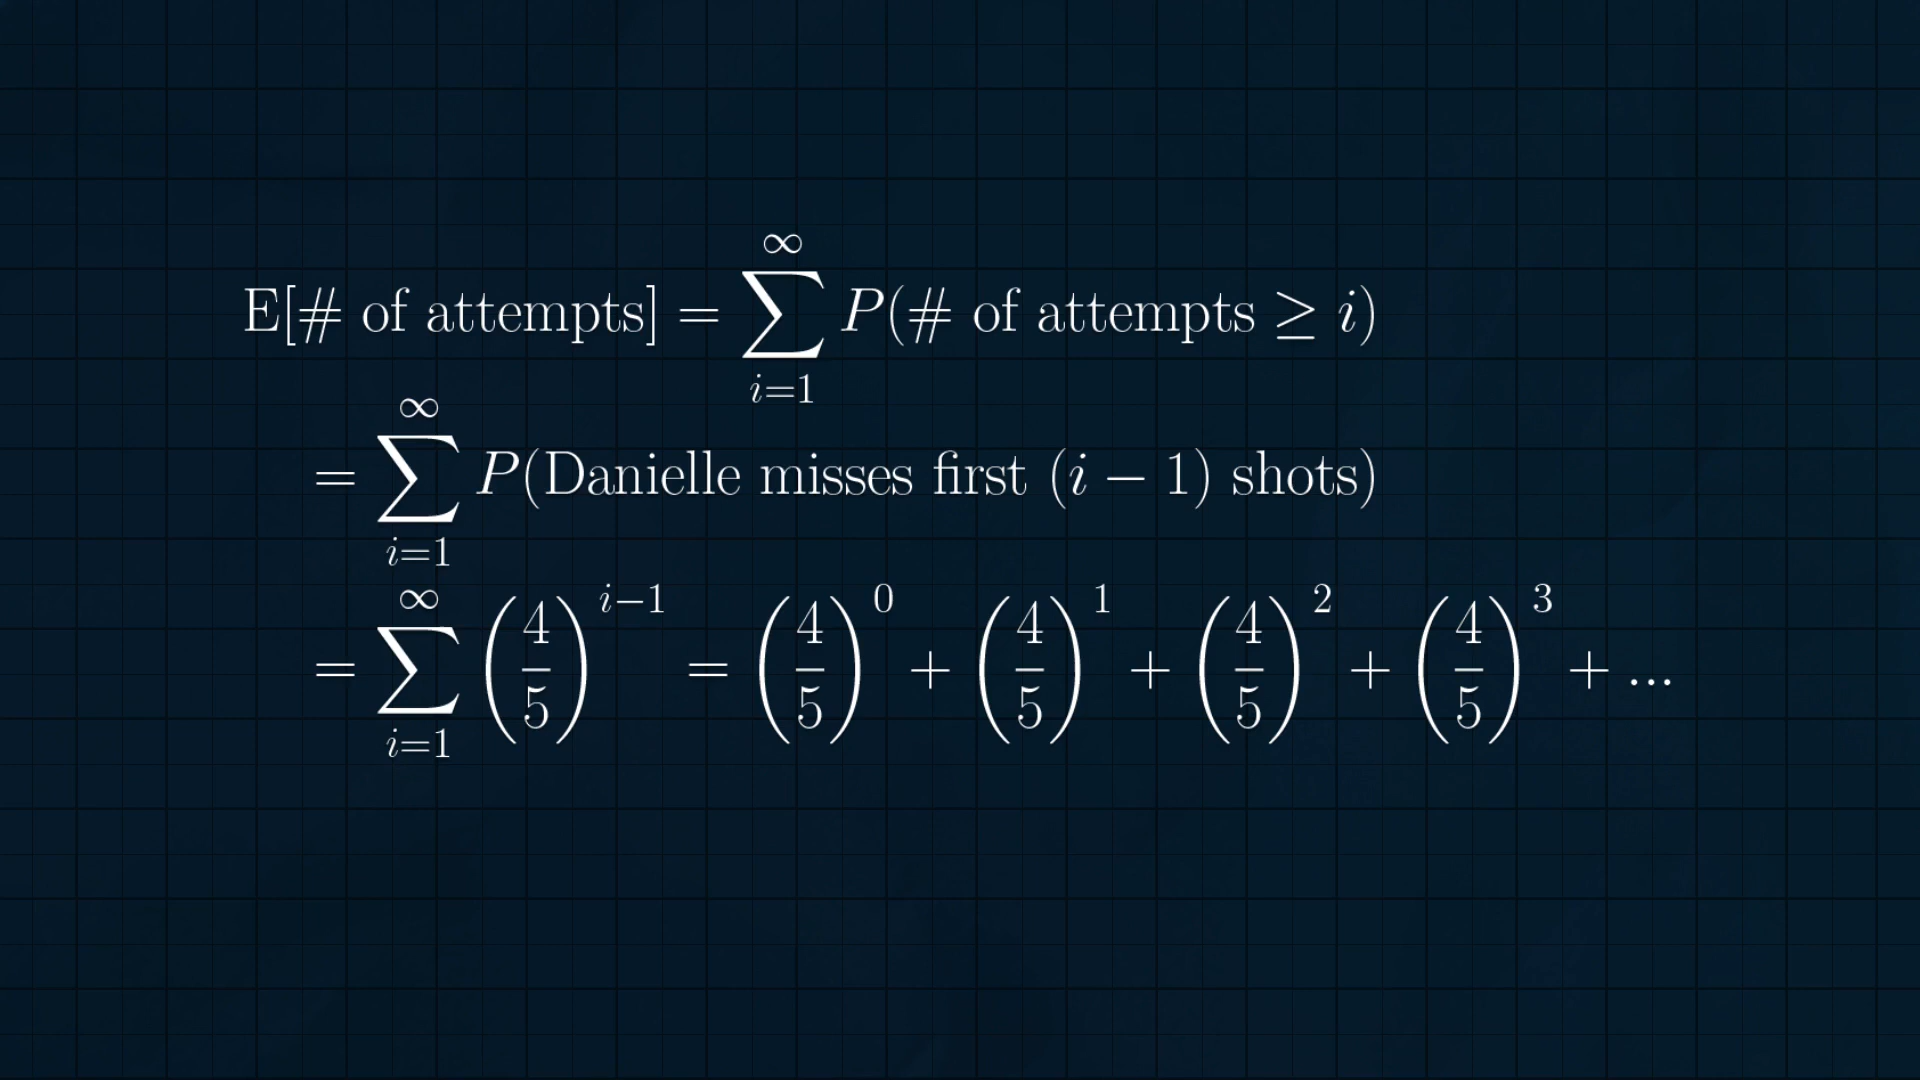 E[# of attempts] = ∑_{i=1}^{∞} P(# of attempts ≥ i)
= ∑_{i=1}^{∞} P(Danielle misses first (i − 1) shots)
= ∑_{i=1}^{∞} (4/5)^{i−1} = (4/5)^0 + (4/5)^1 + (4/5)^2 + (4/5)^3 + ...